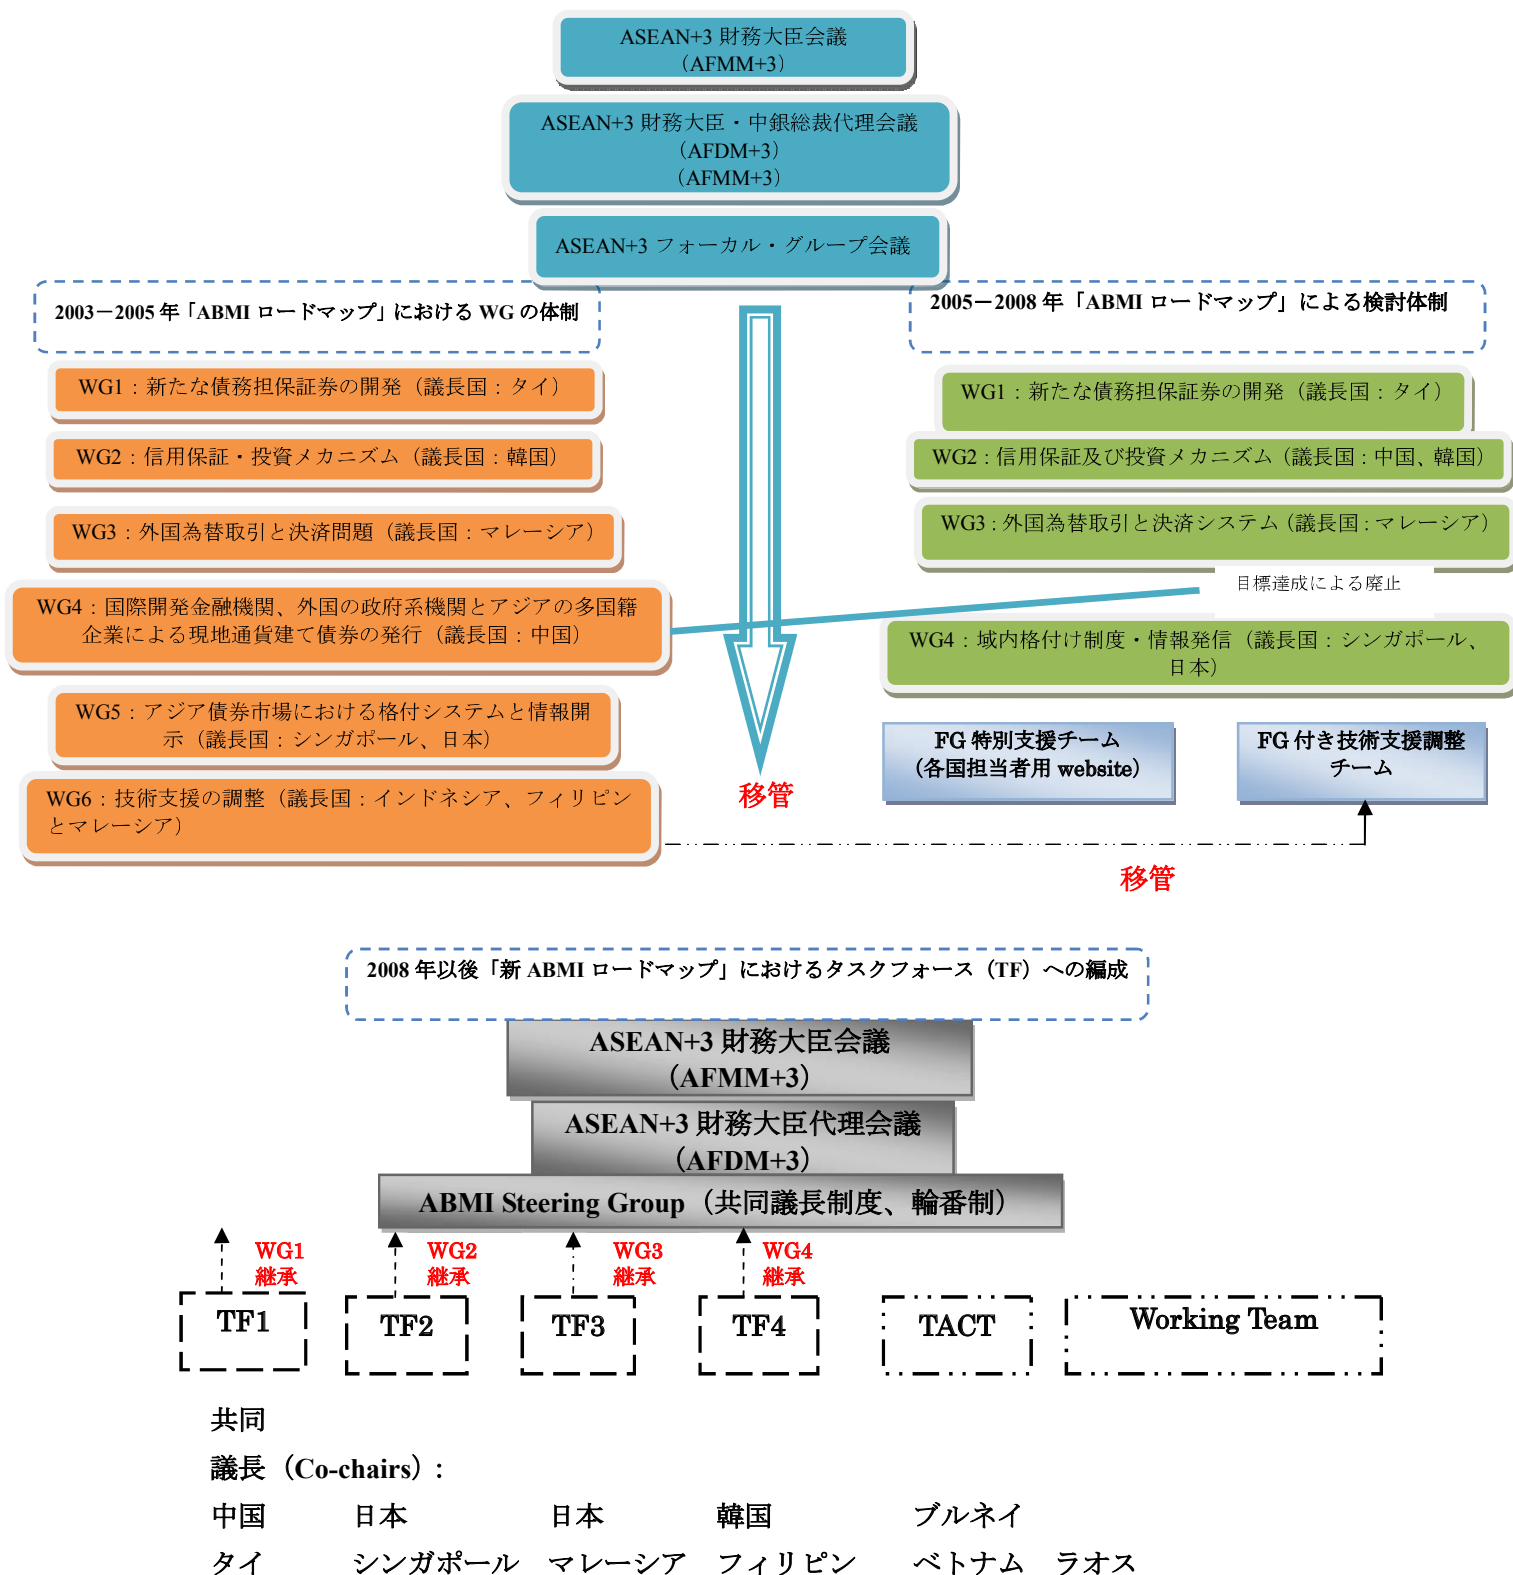 ASEAN+3 財務大臣会議
（AFMM+3）
ASEAN+3 財務大臣・中銀総裁代理会議
（AFDM+3）
（AFMM+3）
ASEAN+3 フォーカル・グループ会議
2003－2005 年「ABMI ロードマップ」における WG の体制
WG1：新たな債務担保証券の開発（議長国：タイ）
WG2：信用保証・投資メカニズム（議長国：韓国）
WG3：外国為替取引と決済問題（議長国：マレーシア）
WG4：国際開発金融機関、外国の政府系機関とアジアの多国籍
企業による現地通貨建て債券の発行（議長国：中国）
WG5：アジア債券市場における格付システムと情報開
示（議長国：シンガポール、日本）
WG6：技術支援の調整（議長国：インドネシア、フィリピン
とマレーシア）
移管
2005－2008 年「ABMI ロードマップ」による検討体制
WG1：新たな債務担保証券の開発（議長国：タイ）
WG2：信用保証及び投資メカニズム（議長国：中国、韓国）
WG3：外国為替取引と決済システム（議長国：マレーシア）
目標達成による廃止
WG4：域内格付け制度・情報発信（議長国：シンガポール、
日本）
FG 特別支援チーム
（各国担当者用 website）
FG 付き技術支援調整
チーム
移管
2008 年以後「新 ABMI ロードマップ」におけるタスクフォース（TF）への編成
ASEAN+3 財務大臣会議
（AFMM+3）
ASEAN+3 財務大臣代理会議
（AFDM+3）
ABMI Steering Group（共同議長制度、輪番制）
WG1 WG2 WG3 WG4
継承 継承 継承 継承
TF1 TF2 TF3 TF4 TACT Working Team
共同
議長（Co-chairs）:
中国 日本 日本 韓国 ブルネイ
タイ シンガポール マレーシア フィリピン ベトナム ラオス